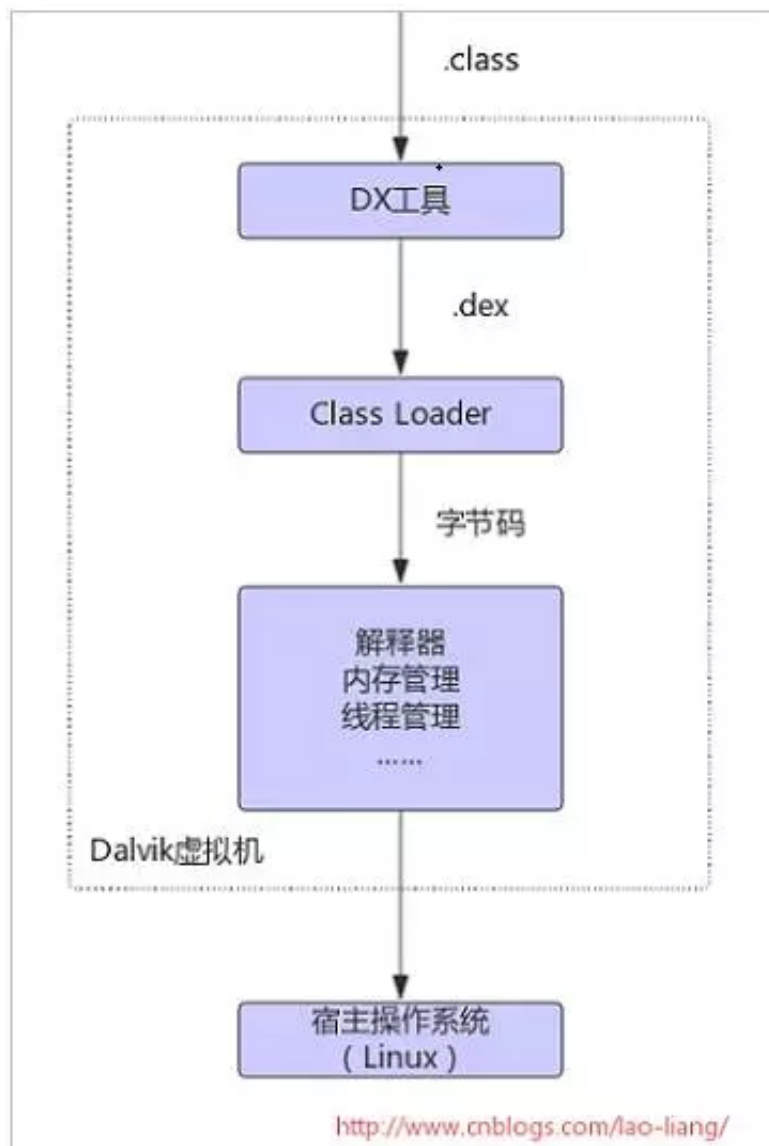 .class
DX工具
.dex
Class Loader
字节码
解释器
内存管理
线程管理
······
Dalvik虚拟机
宿主操作系统
( Linux )
http://www.cnblogs.com/lao-liang/